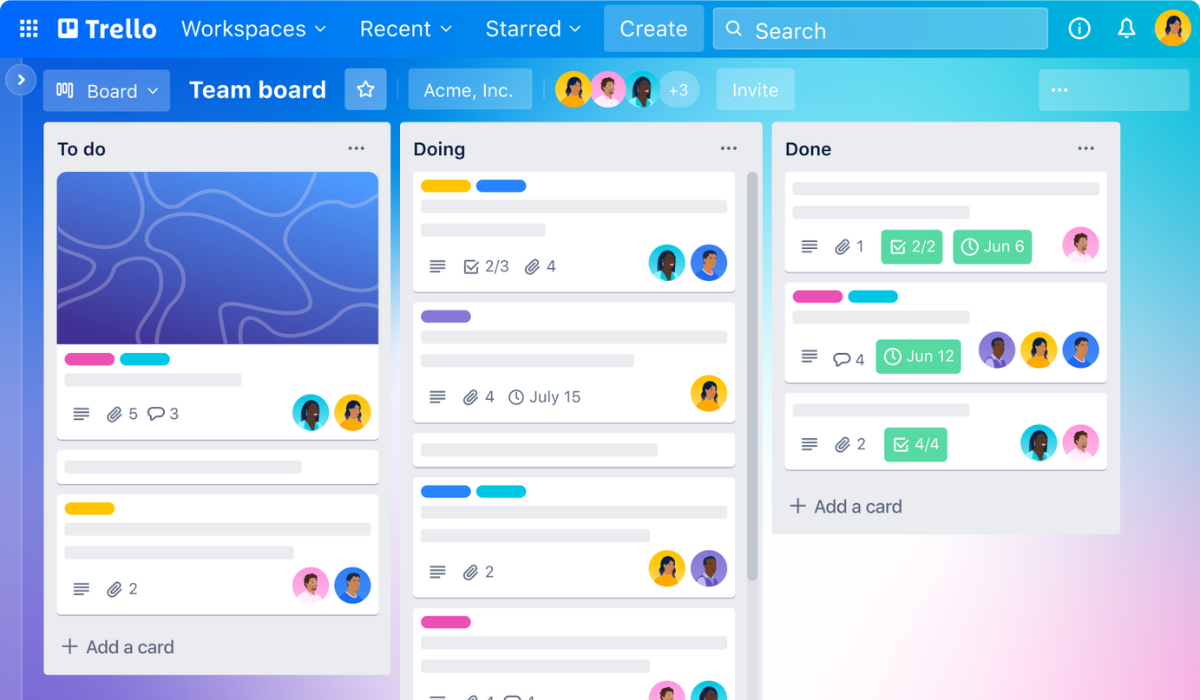 Trello Workspaces Recent Starred Create Search
Board Team board Acme, Inc. +3 Invite
To do
5 3
2
Add a card
Doing
2/3 4
4 July 15
2
Done
1 2/2 Jun 6
4 Jun 12
2 4/4
Add a card